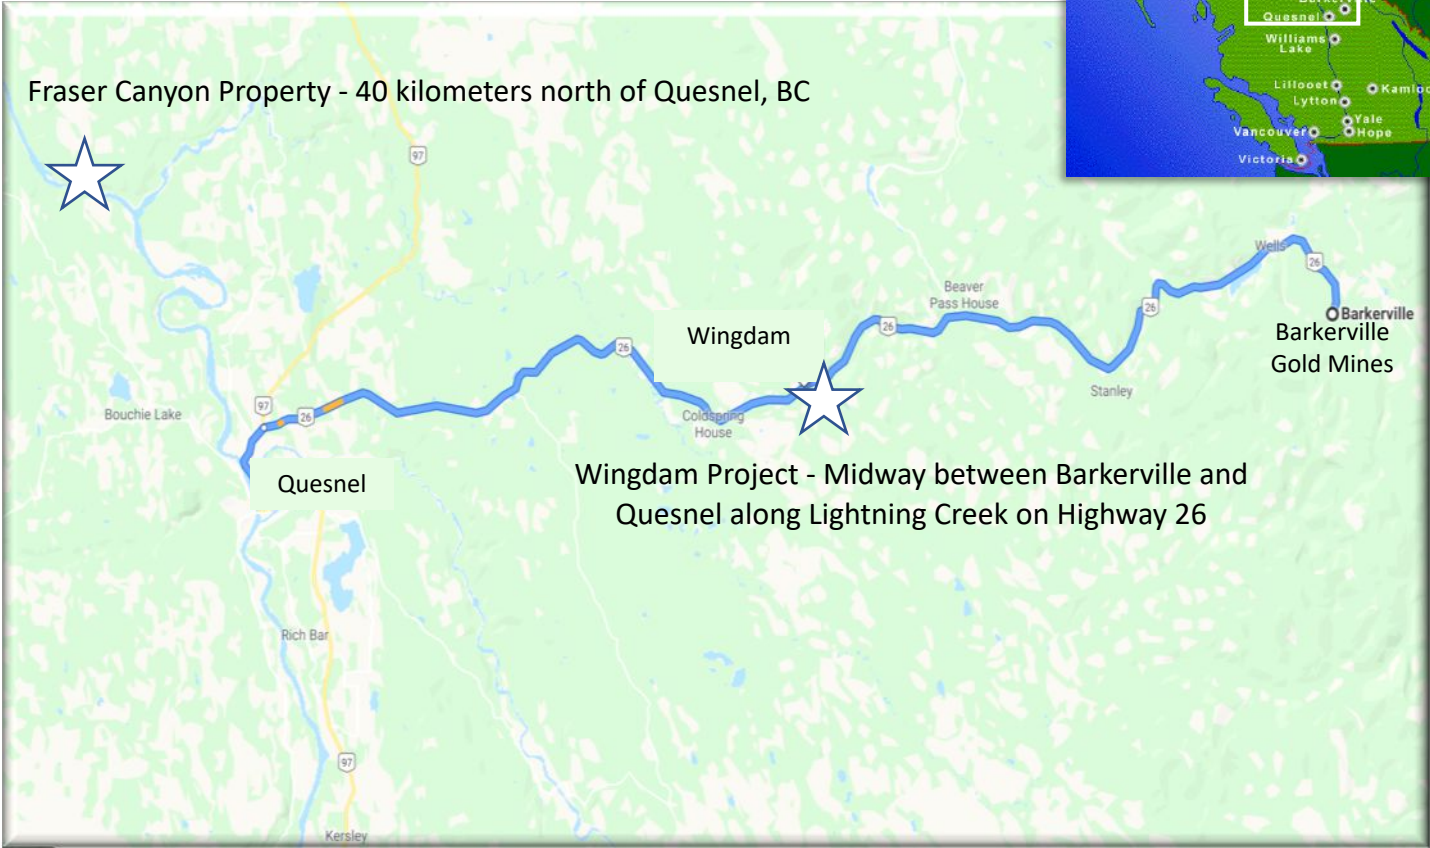 Fraser Canyon Property - 40 kilometers north of Quesnel, BC
Quesnel
Williams
Lake
Lillooet
Kamloo
Lytton
Yale
Hope
Vancouver
Victoria
97
Wells
26
Beaver
Pass House
26
Barkerville
Barkerville
Gold Mines
Wingdam
26
26
Stanley
97
26
Bouchie Lake
Coldspring
House
Quesnel
Wingdam Project - Midway between Barkerville and
Quesnel along Lightning Creek on Highway 26
Rich Bar
97
Kersley